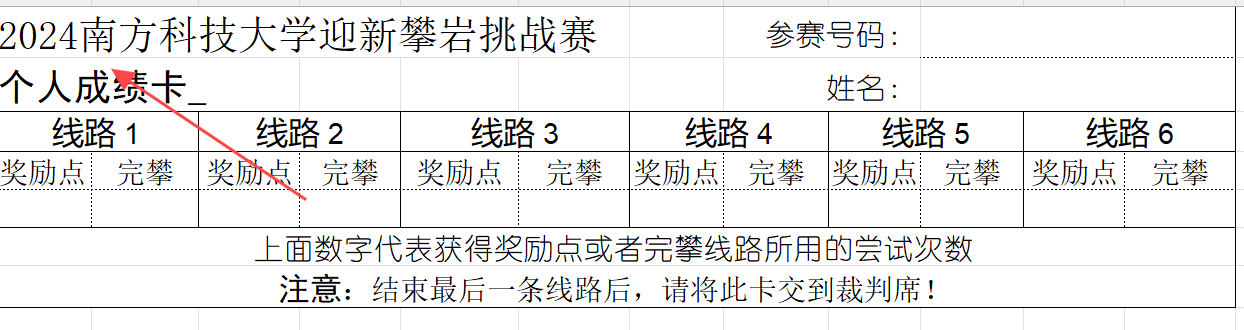 2024南方科技大学迎新攀岩挑战赛 参赛号码：
个人成绩卡_ 姓名：
线路 1 线路 2 线路 3 线路 4 线路 5 线路 6
奖励点 完攀 奖励点 完攀 奖励点 完攀 奖励点 完攀 奖励点 完攀 奖励点 完攀
上面数字代表获得奖励点或者完攀线路所用的尝试次数
注意：结束最后一条线路后，请将此卡交到裁判席！